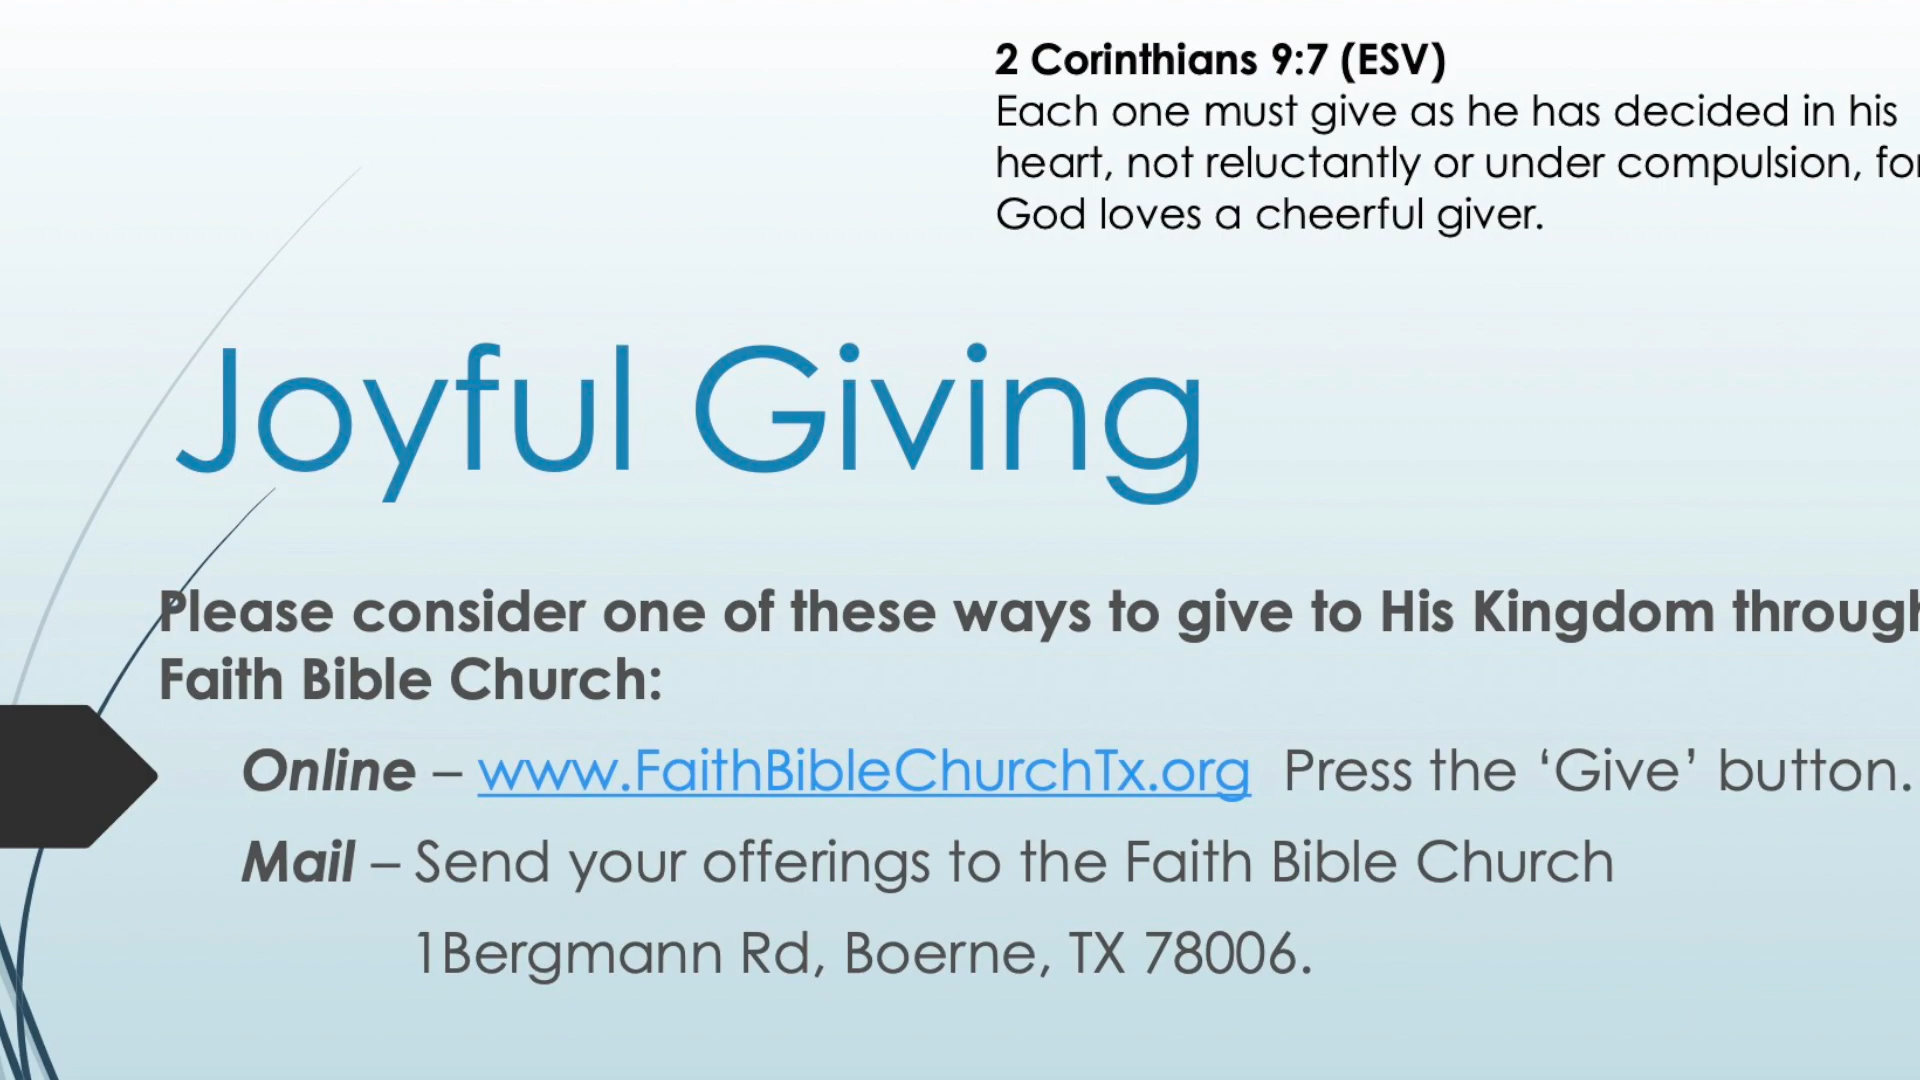 2 Corinthians 9:7 (ESV)
Each one must give as he has decided in his
heart, not reluctantly or under compulsion, for
God loves a cheerful giver.
Joyful Giving
Please consider one of these ways to give to His Kingdom through
Faith Bible Church:
Online – www.FaithBibleChurchTx.org Press the ‘Give’ button.
Mail – Send your offerings to the Faith Bible Church
1Bergmann Rd, Boerne, TX 78006.